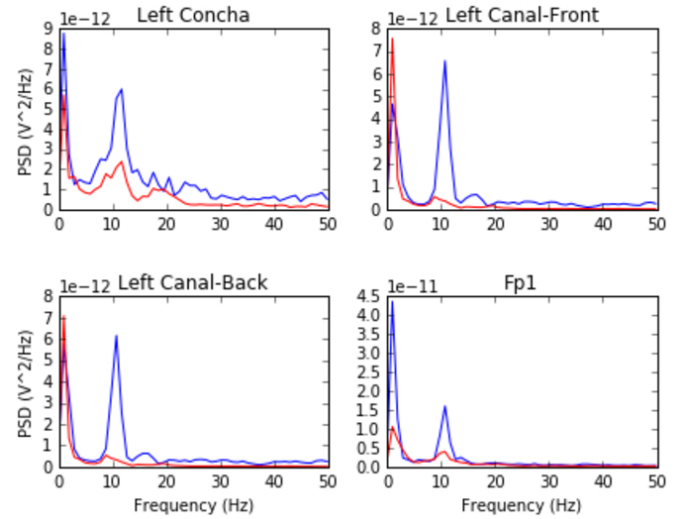 Left Concha
1e−12
9
8
7
6
5
4
3
2
1
0
PSD (V^2/Hz)
0 10 20 30 40 50
Left Canal-Front
1e−12
8
7
6
5
4
3
2
1
0
0 10 20 30 40 50
Left Canal-Back
1e−12
8
7
6
5
4
3
2
1
0
PSD (V^2/Hz)
0 10 20 30 40 50
Frequency (Hz)
Fp1
1e−11
4.5
4.0
3.5
3.0
2.5
2.0
1.5
1.0
0.5
0.0
0 10 20 30 40 50
Frequency (Hz)